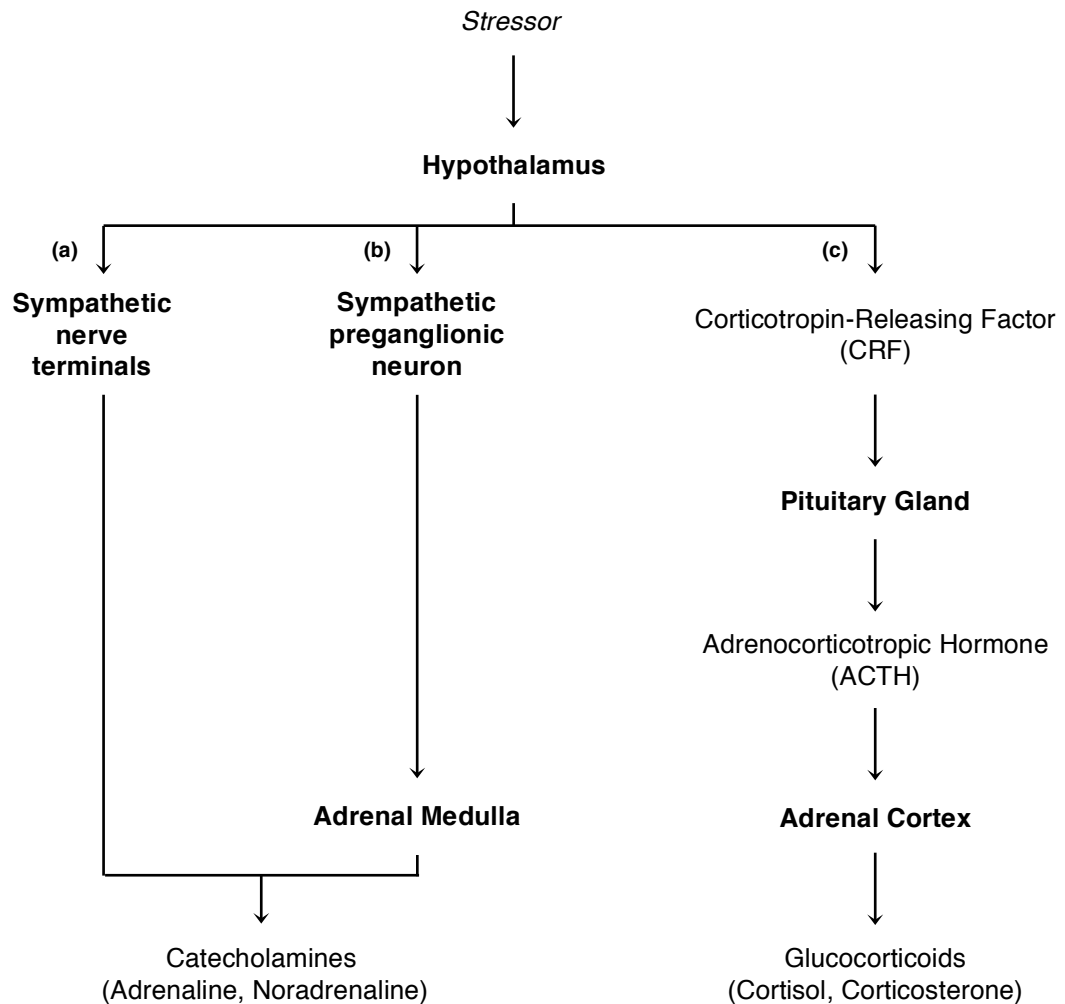 Stressor
Hypothalamus
(a)
Sympathetic
nerve
terminals
(b)
Sympathetic
preganglionic
neuron
(c)
Corticotropin-Releasing Factor
(CRF)
Pituitary Gland
Adrenocorticotropic Hormone
(ACTH)
Adrenal Medulla
Adrenal Cortex
Catecholamines
(Adrenaline, Noradrenaline)
Glucocorticoids
(Cortisol, Corticosterone)